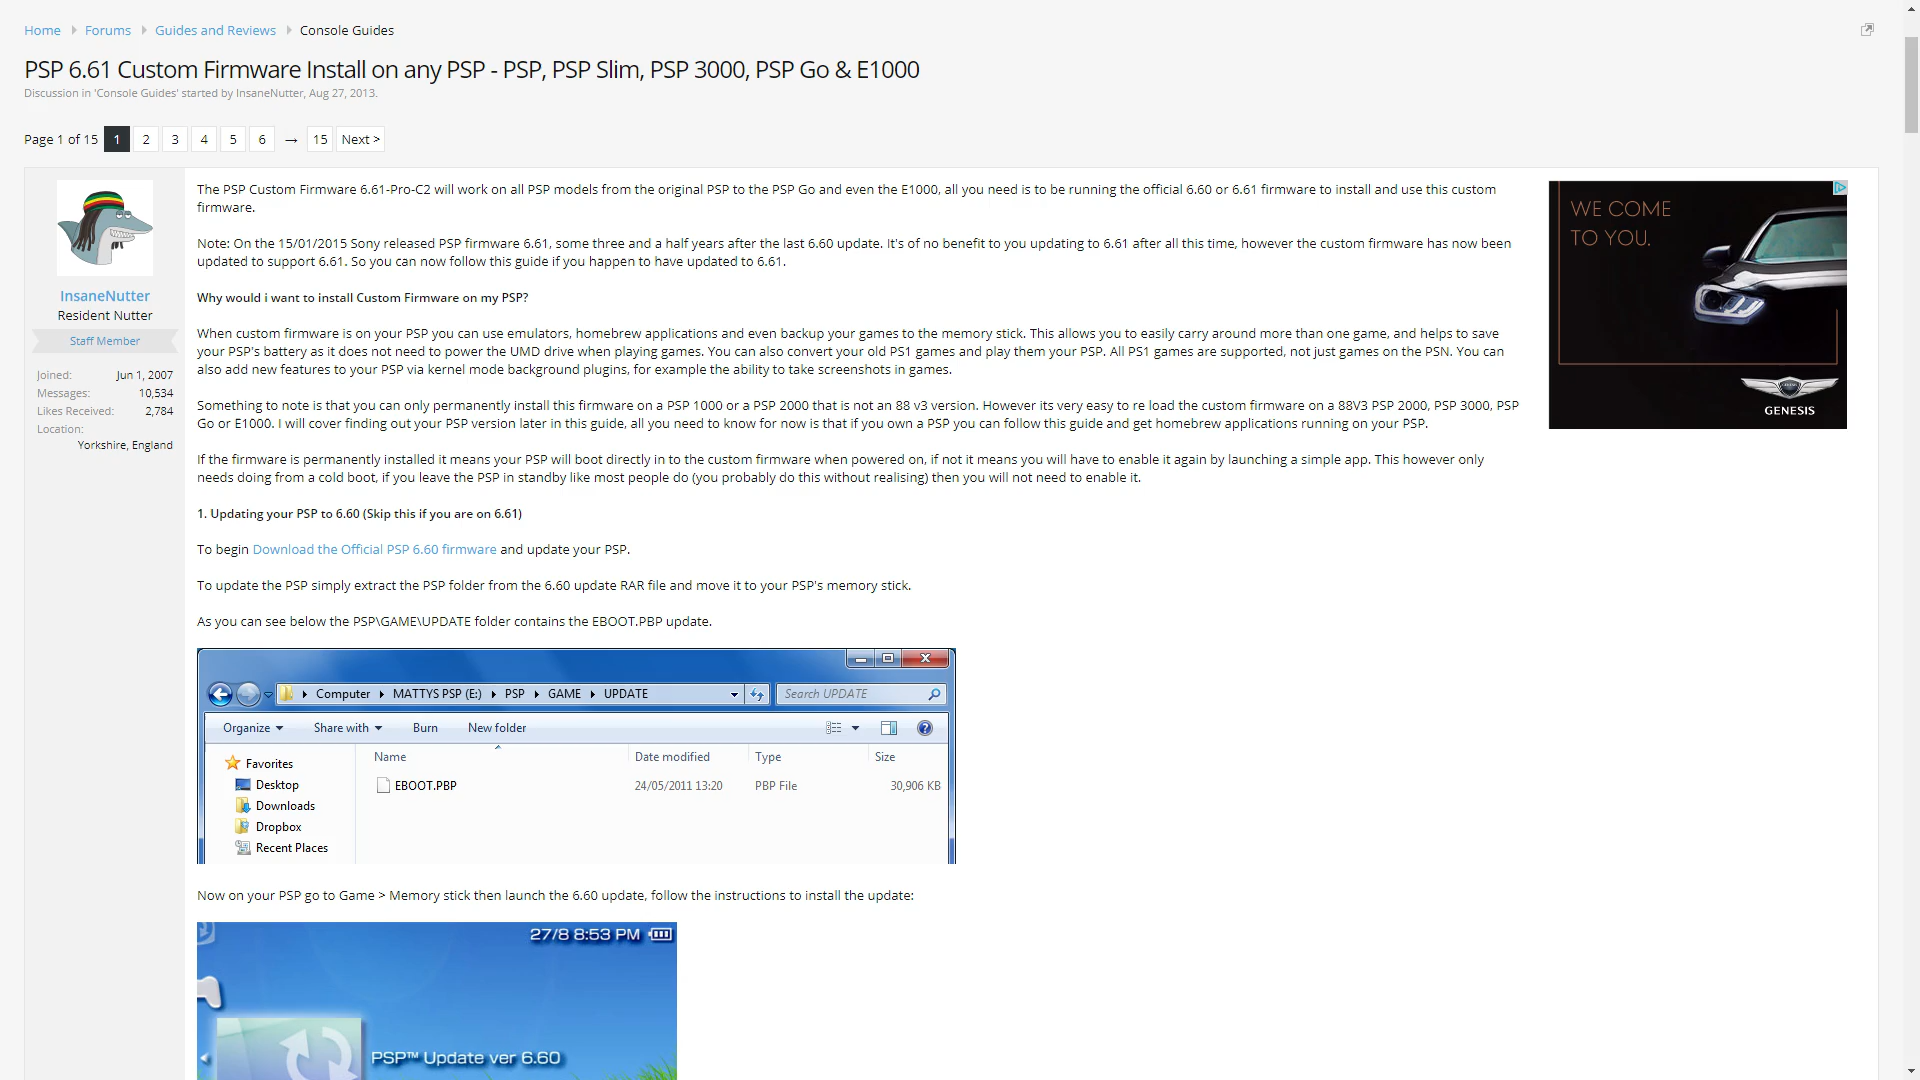 Home Forums Guides and Reviews Console Guides
PSP 6.61 Custom Firmware Install on any PSP - PSP, PSP Slim, PSP 3000, PSP Go & E1000
Discussion in 'Console Guides' started by InsaneNutter, Aug 27, 2013.
Page 1 of 15 1 2 3 4 5 6 → 15 Next >
InsaneNutter
Resident Nutter
Staff Member
Joined: Jun 1, 2007
Messages: 10,534
Likes Received: 2,784
Location:
Yorkshire, England
The PSP Custom Firmware 6.61-Pro-C2 will work on all PSP models from the original PSP to the PSP Go and even the E1000, all you need is to be running the official 6.60 or 6.61 firmware to install and use this custom
firmware.
Note: On the 15/01/2015 Sony released PSP firmware 6.61, some three and a half years after the last 6.60 update. It's of no benefit to you updating to 6.61 after all this time, however the custom firmware has now been
updated to support 6.61. So you can now follow this guide if you happen to have updated to 6.61.
Why would i want to install Custom Firmware on my PSP?
When custom firmware is on your PSP you can use emulators, homebrew applications and even backup your games to the memory stick. This allows you to easily carry around more than one game, and helps to save
your PSP's battery as it does not need to power the UMD drive when playing games. You can also convert your old PS1 games and play them your PSP. All PS1 games are supported, not just games on the PSN. You can
also add new features to your PSP via kernel mode background plugins, for example the ability to take screenshots in games.
Something to note is that you can only permanently install this firmware on a PSP 1000 or a PSP 2000 that is not an 88 v3 version. However its very easy to re load the custom firmware on a 88V3 PSP 2000, PSP 3000, PSP
Go or E1000. I will cover finding out your PSP version later in this guide, all you need to know for now is that if you own a PSP you can follow this guide and get homebrew applications running on your PSP.
If the firmware is permanently installed it means your PSP will boot directly in to the custom firmware when powered on, if not it means you will have to enable it again by launching a simple app. This however only
needs doing from a cold boot, if you leave the PSP in standby like most people do (you probably do this without realising) then you will not need to enable it.
1. Updating your PSP to 6.60 (Skip this if you are on 6.61)
To begin Download the Official PSP 6.60 firmware and update your PSP.
To update the PSP simply extract the PSP folder from the 6.60 update RAR file and move it to your PSP's memory stick.
As you can see below the PSP\GAME\UPDATE folder contains the EBOOT.PBP update.
Computer MATTYS PSP (E:) PSP GAME UPDATE Search UPDATE
Organize Share with Burn New folder
Favorites
Desktop
Downloads
Dropbox
Recent Places
Name Date modified Type Size
EBOOT.PBP 24/05/2011 13:20 PBP File 30,906 KB
Now on your PSP go to Game > Memory stick then launch the 6.60 update, follow the instructions to install the update:
27/8 8:53 PM
PSP™ Update ver 6.60
WE COME
TO YOU.
GENESIS